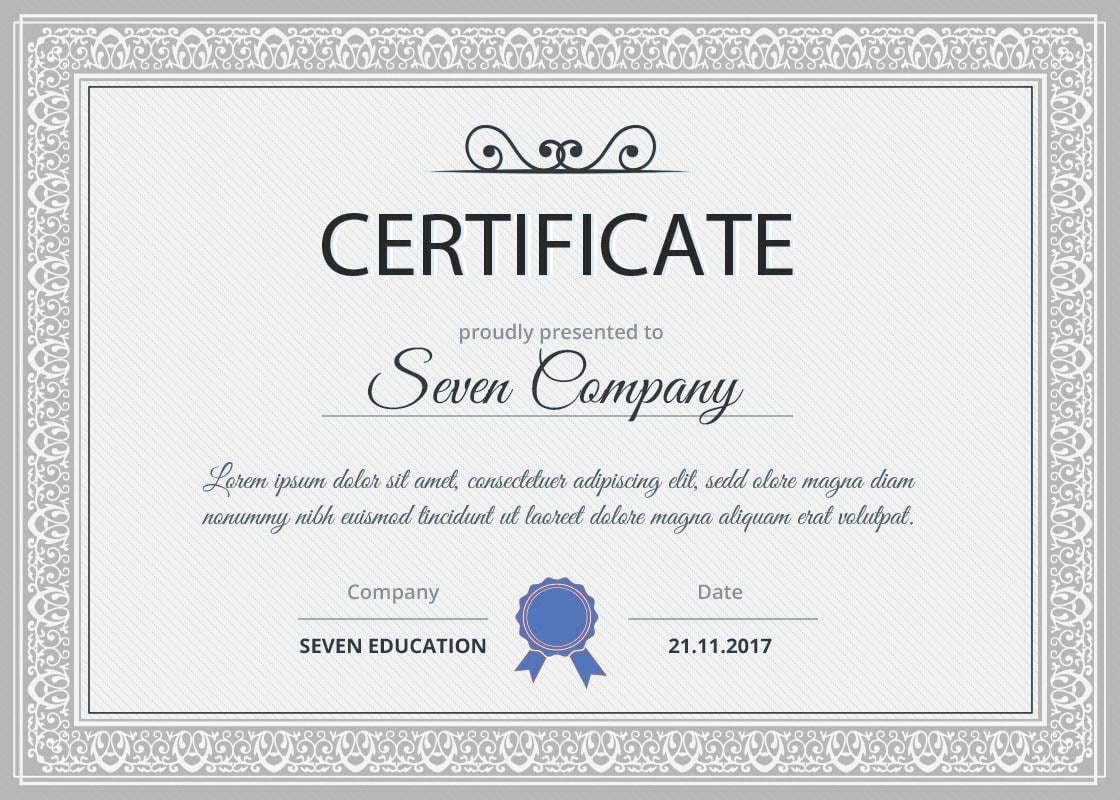 CERTIFICATE
proudly presented to
Seven Company
Lorem ipsum dolor sit amet, consectetuer adipiscing elit, sedd olore magna diam
nonummy nibh euismod tincidunt ut laoreet dolore magna aliquam erat volutpat.
Company
Date
SEVEN EDUCATION
21.11.2017